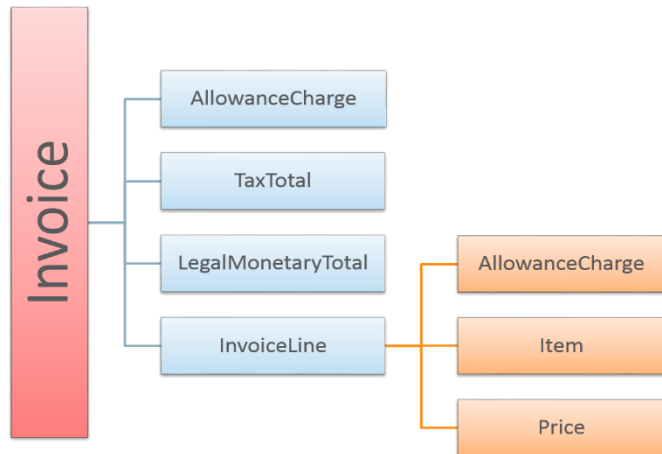 Invoice
AllowanceCharge
TaxTotal
LegalMonetaryTotal
InvoiceLine
AllowanceCharge
Item
Price